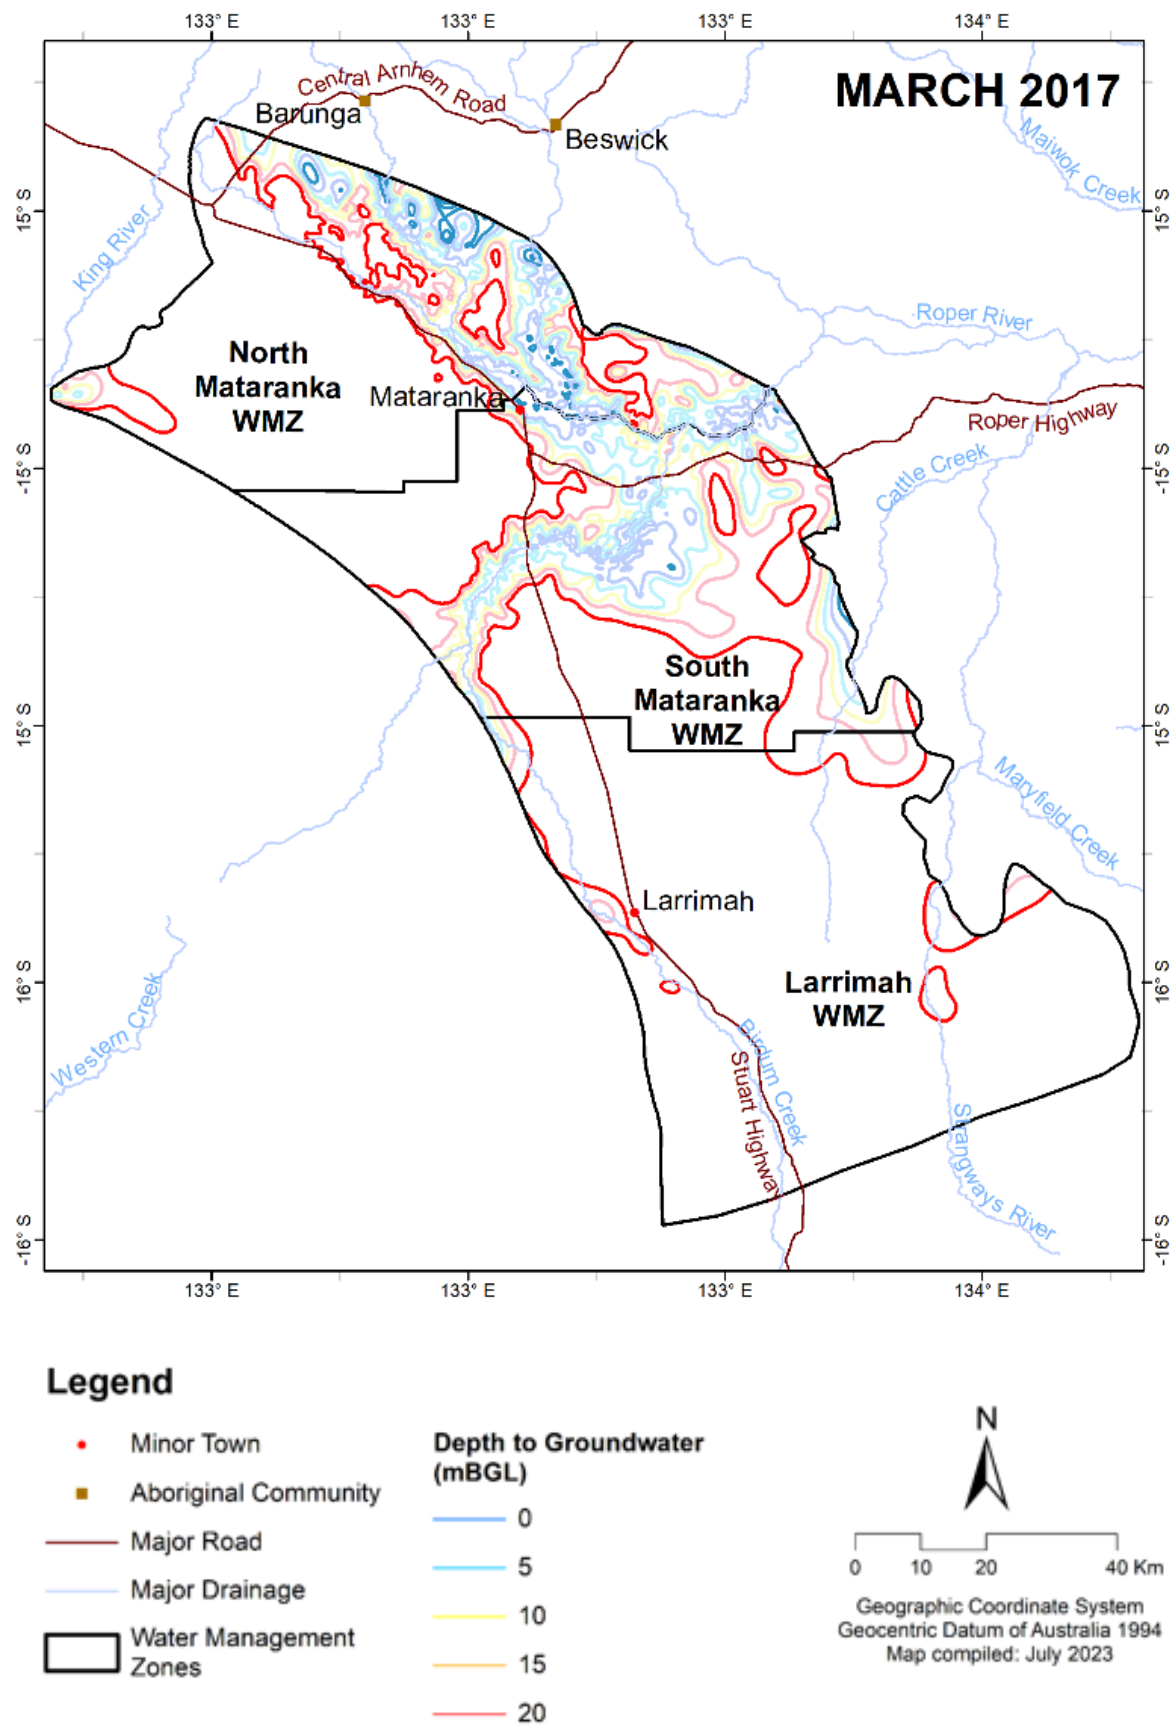 133° E 133° E 133° E 134° E
MARCH 2017
Central Arnhem Road
Barunga
Beswick
Maiwok Creek
-15° S -15° S
King River
Roper River
North
Mataranka
WMZ
Mataranka
Roper Highway
-15° S -15° S
Cattle Creek
South
Mataranka
WMZ
-15° S -15° S
Maryfield Creek
Larrimah
Larrimah
WMZ
-16° S -16° S
Western Creek
Birdum Creek
Stuart Highway
Strangways River
-16° S -16° S
133° E 133° E 133° E 134° E
Legend
Minor Town
Aboriginal Community
Major Road
Major Drainage
Water Management
Zones
Depth to Groundwater
(mBGL)
0
5
10
15
20
N
0 10 20 40 Km
Geographic Coordinate System
Geocentric Datum of Australia 1994
Map compiled: July 2023